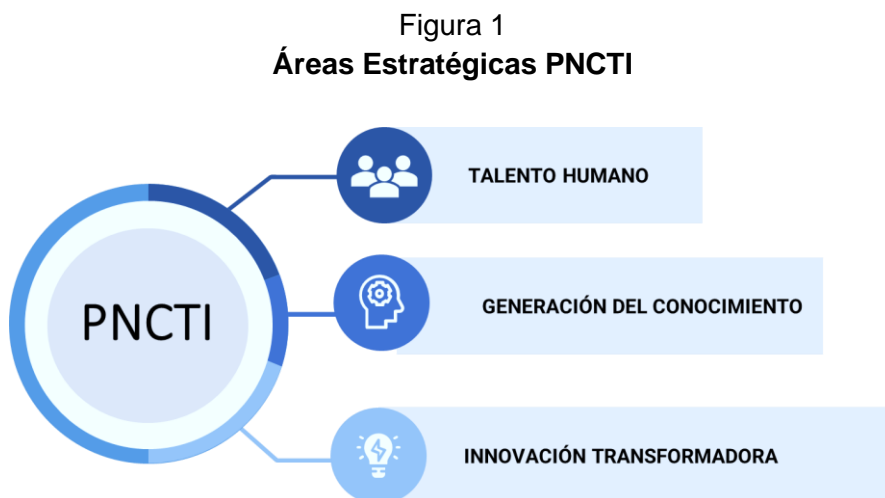 Figura 1
Áreas Estratégicas PNCTI
TALENTO HUMANO
PNCTI
GENERACIÓN DEL CONOCIMIENTO
INNOVACIÓN TRANSFORMADORA